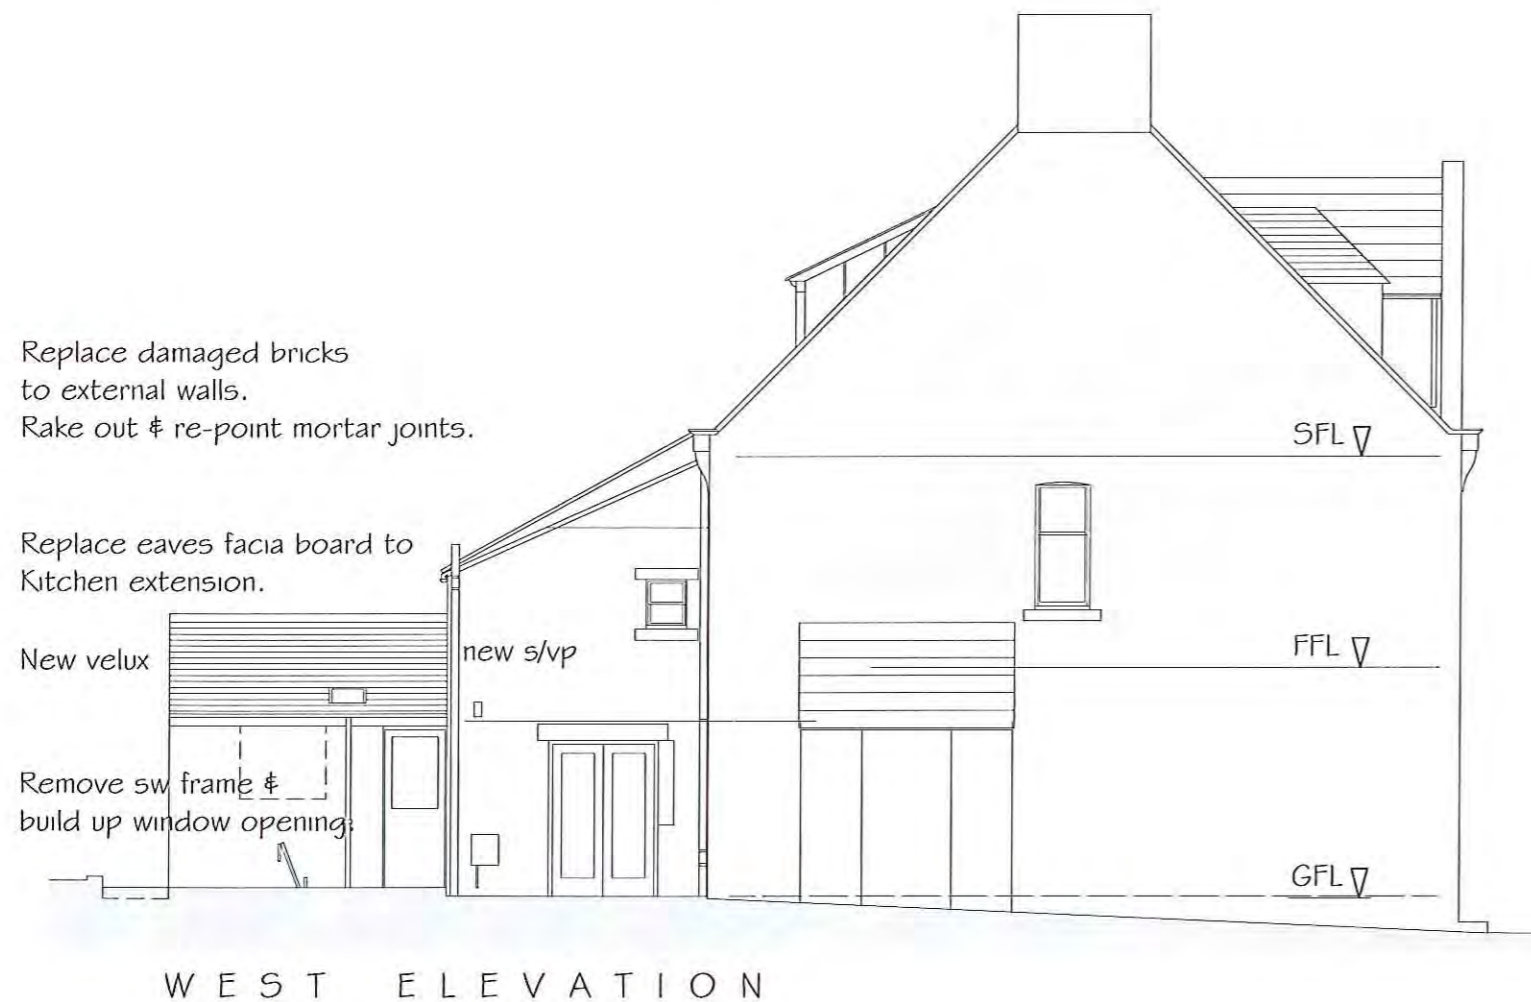 Replace damaged bricks
to external walls.
Rake out & re-point mortar joints.
SFL
Replace eaves facia board to
Kitchen extension.
New velux
new s/vp
FFL
Remove sw frame &
build up window opening.
GFL
WEST ELEVATION